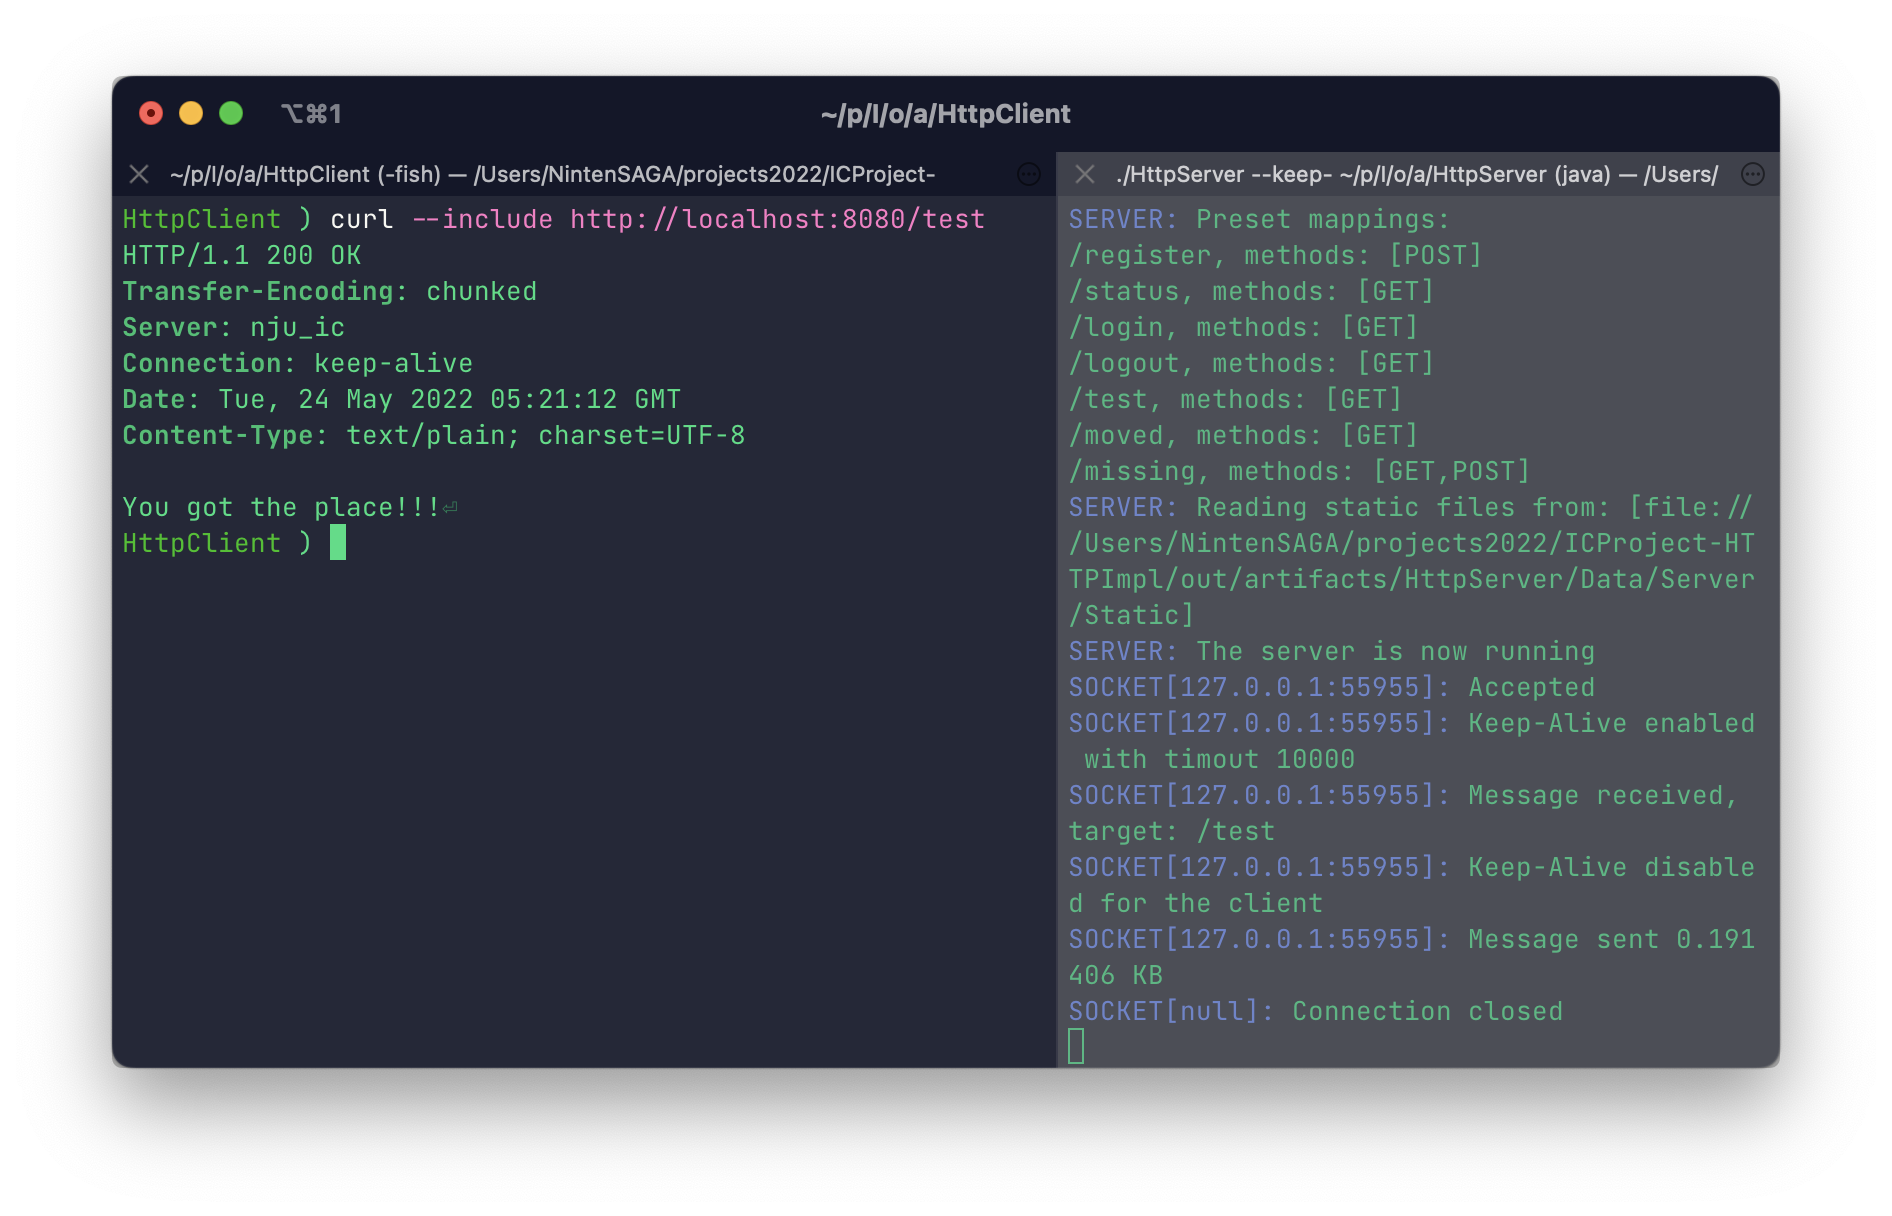 ⌥⌘1
~/p/I/o/a/HttpClient
~/p/I/o/a/HttpClient (-fish) — /Users/NintenSAGA/projects2022/ICProject-
HttpClient ) curl --include http://localhost:8080/test
HTTP/1.1 200 OK
Transfer-Encoding: chunked
Server: nju_ic
Connection: keep-alive
Date: Tue, 24 May 2022 05:21:12 GMT
Content-Type: text/plain; charset=UTF-8
You got the place!!!⏎
HttpClient )
./HttpServer --keep- ~/p/I/o/a/HttpServer (java) — /Users/
SERVER: Preset mappings:
/register, methods: [POST]
/status, methods: [GET]
/login, methods: [GET]
/logout, methods: [GET]
/test, methods: [GET]
/moved, methods: [GET]
/missing, methods: [GET,POST]
SERVER: Reading static files from: [file://
/Users/NintenSAGA/projects2022/ICProject-HT
TPImpl/out/artifacts/HttpServer/Data/Server
/Static]
SERVER: The server is now running
SOCKET[127.0.0.1:55955]: Accepted
SOCKET[127.0.0.1:55955]: Keep-Alive enabled
with timout 10000
SOCKET[127.0.0.1:55955]: Message received,
target: /test
SOCKET[127.0.0.1:55955]: Keep-Alive disable
d for the client
SOCKET[127.0.0.1:55955]: Message sent 0.191
406 KB
SOCKET[null]: Connection closed